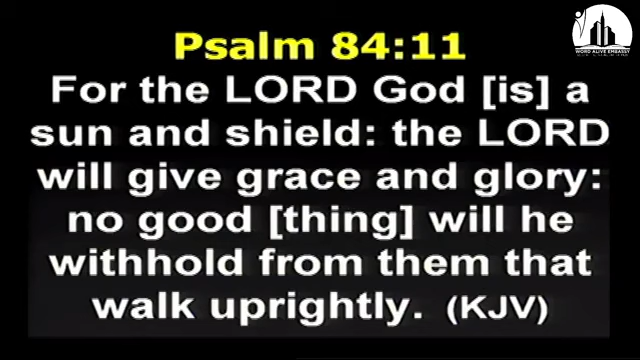 Psalm 84:11
For the LORD God [is] a
sun and shield: the LORD
will give grace and glory:
no good [thing] will he
withhold from them that
walk uprightly. (KJV)
WORD ALIVE EMBASSY